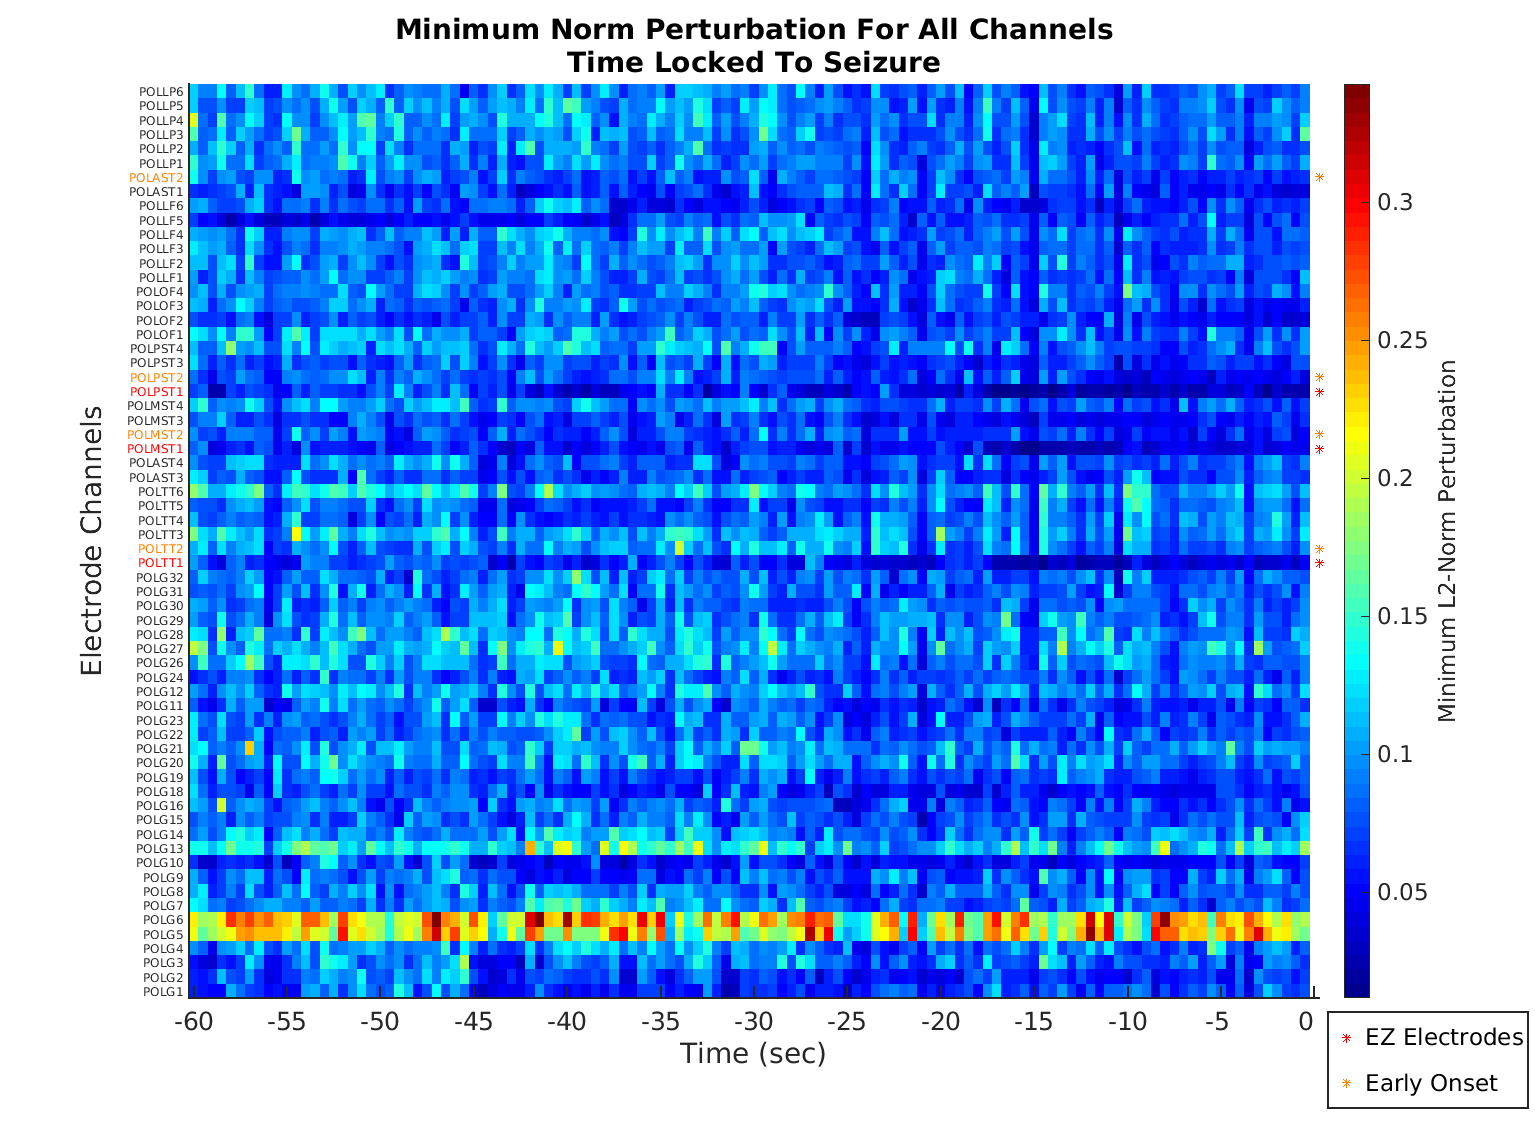 Minimum Norm Perturbation For All Channels
Time Locked To Seizure
Electrode Channels
POLLP6
POLLP5
POLLP4
POLLP3
POLLP2
POLLP1
POLAST2
POLAST1
POLLF6
POLLF5
POLLF4
POLLF3
POLLF2
POLLF1
POLOF4
POLOF3
POLOF2
POLOF1
POLPST4
POLPST3
POLPST2
POLPST1
POLMST4
POLMST3
POLMST2
POLMST1
POLAST4
POLAST3
POLTT6
POLTT5
POLTT4
POLTT3
POLTT2
POLTT1
POLG32
POLG31
POLG30
POLG29
POLG28
POLG27
POLG26
POLG24
POLG12
POLG11
POLG23
POLG22
POLG21
POLG20
POLG19
POLG18
POLG16
POLG15
POLG14
POLG13
POLG10
POLG9
POLG8
POLG7
POLG6
POLG5
POLG4
POLG3
POLG2
POLG1
-60 -55 -50 -45 -40 -35 -30 -25 -20 -15 -10 -5 0
Time (sec)
0.3
0.25
0.2
0.15
0.1
0.05
Minimum L2-Norm Perturbation
EZ Electrodes
Early Onset